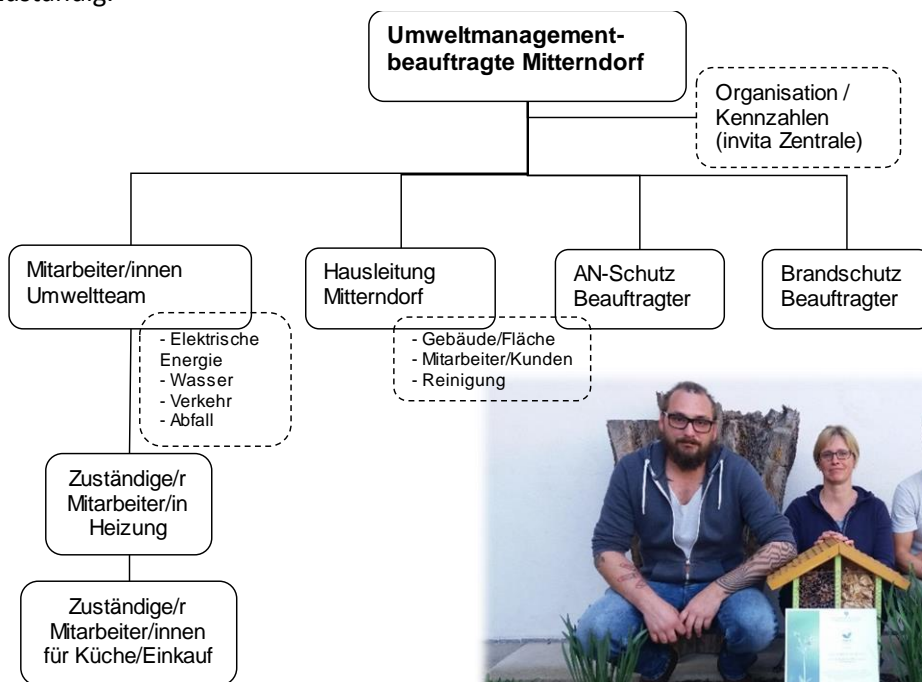 Umweltmanagement-
beauftragte Mitterndorf
Organisation /
Kennzahlen
(invita Zentrale)
Mitarbeiter/innen
Umweltteam
Hausleitung
Mitterndorf
AN-Schutz
Beauftragter
Brandschutz
Beauftragter
- Elektrische
Energie
- Wasser
- Verkehr
- Abfall
- Gebäude/Fläche
- Mitarbeiter/Kunden
- Reinigung
Zuständige/r
Mitarbeiter/in
Heizung
Zuständige/r
Mitarbeiter/innen
für Küche/Einkauf